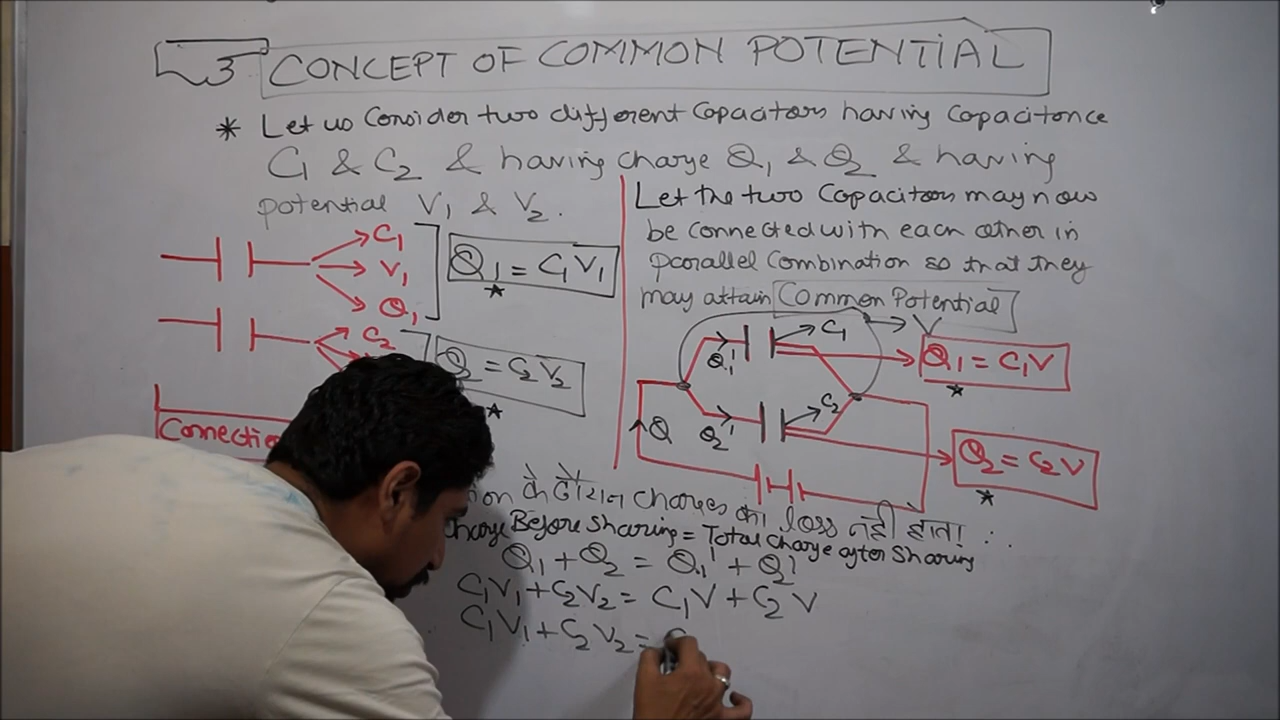 3 CONCEPT OF COMMON POTENTIAL
* Let us Consider two different Capacitors having Capacitance
C₁ & C₂ & having charge Q₁ & Q₂ & having
potential V₁ & V₂.
C₁
V₁
Q₁
Q₁ = C₁V₁
*
C₂
= C₂V₂
*
Connectio
Let the two Capacitors may now
be connected with each other in
parallel Combination so that they
may attain Common Potential
V
C₁
Q₁'
Q₁ = C₁V
*
C₂
Q₂'
Q
Q₂ = C₂V
*
के दौरान charges का loss नही होता! ∴
charge Before sharing = Total charge after Sharing
Q₁ + Q₂ = Q₁' + Q₂'
C₁V₁ + C₂V₂ = C₁V + C₂V
C₁V₁ + C₂V₂ =